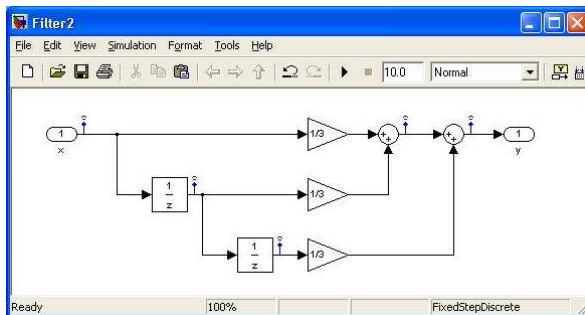 Filter2
File Edit View Simulation Format Tools Help
10.0 Normal
1
x
1/3
+
+
+
+
1
y
1
z
1/3
1
z
1/3
Ready 100% FixedStepDiscrete